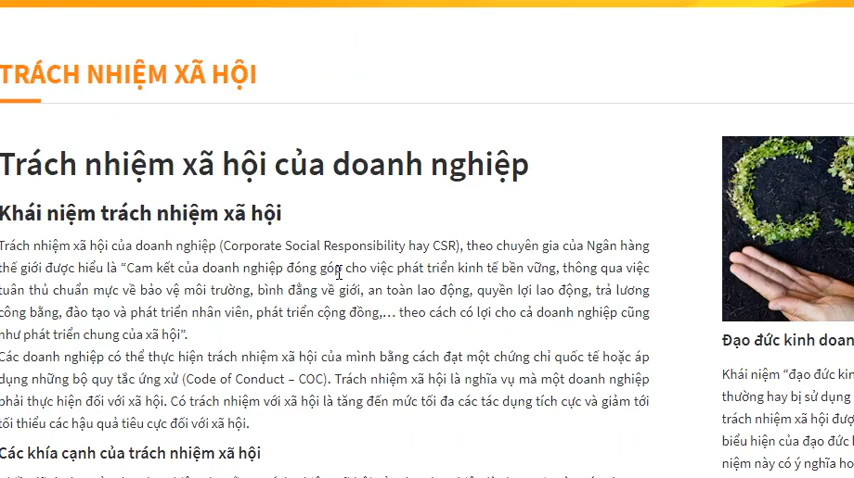 TRÁCH NHIỆM XÃ HỘI
Trách nhiệm xã hội của doanh nghiệp
Khái niệm trách nhiệm xã hội
Trách nhiệm xã hội của doanh nghiệp (Corporate Social Responsibility hay CSR), theo chuyên gia của Ngân hàng
thế giới được hiểu là “Cam kết của doanh nghiệp đóng góp cho việc phát triển kinh tế bền vững, thông qua việc
tuân thủ chuẩn mực về bảo vệ môi trường, bình đẳng về giới, an toàn lao động, quyền lợi lao động, trả lương
công bằng, đào tạo và phát triển nhân viên, phát triển cộng đồng,… theo cách có lợi cho cả doanh nghiệp cũng
như phát triển chung của xã hội”.
Các doanh nghiệp có thể thực hiện trách nhiệm xã hội của mình bằng cách đạt một chứng chỉ quốc tế hoặc áp
dụng những bộ quy tắc ứng xử (Code of Conduct – COC). Trách nhiệm xã hội là nghĩa vụ mà một doanh nghiệp
phải thực hiện đối với xã hội. Có trách nhiệm với xã hội là tăng đến mức tối đa các tác dụng tích cực và giảm tới
tối thiểu các hậu quả tiêu cực đối với xã hội.
Các khía cạnh của trách nhiệm xã hội
Đạo đức kinh doan
Khái niệm “đạo đức kin
thường hay bị sử dụng
trách nhiệm xã hội đượ
biểu hiện của đạo đức k
niệm này có ý nghĩa ho